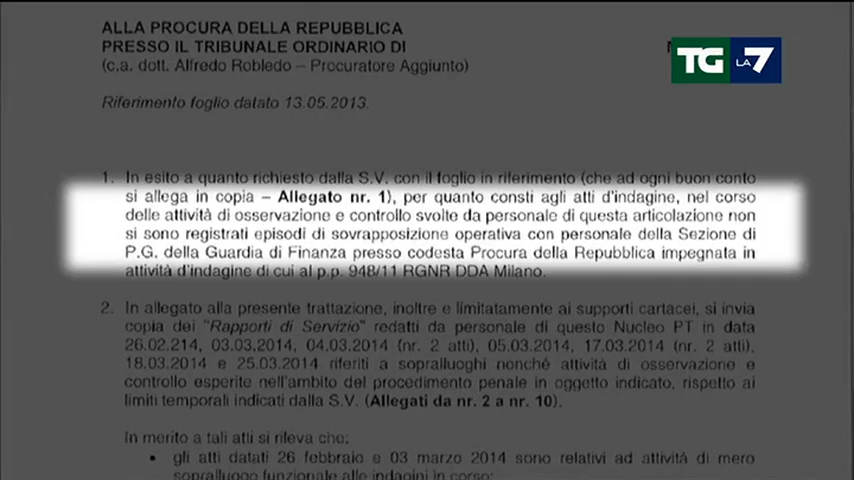 ALLA PROCURA DELLA REPUBBLICA
PRESSO IL TRIBUNALE ORDINARIO DI
(c.a. dott. Alfredo Robledo – Procuratore Aggiunto)
TG LA7
Riferimento foglio datato 13.05.2013.
1. In esito a quanto richiesto dalla S.V. con il foglio in riferimento (che ad ogni buon conto
si allega in copia – Allegato nr. 1), per quanto consti agli atti d'indagine, nel corso
delle attività di osservazione e controllo svolte da personale di questa articolazione non
si sono registrati episodi di sovrapposizione operativa con personale della Sezione di
P.G. della Guardia di Finanza presso codesta Procura della Repubblica impegnata in
attività d'indagine di cui al p.p. 948/11 RGNR DDA Milano.
2. In allegato alla presente trattazione, inoltre e limitatamente ai supporti cartacei, si invia
copia dei "Rapporti di Servizio" redatti da personale di questo Nucleo PT in data
26.02.214, 03.03.2014, 04.03.2014 (nr. 2 atti), 05.03.2014, 17.03.2014 (nr. 2 atti),
18.03.2014 e 25.03.2014 riferiti a sopralluoghi nonché attività di osservazione e
controllo esperite nell'ambito del procedimento penale in oggetto indicato, rispetto ai
limiti temporali indicati dalla S.V. (Allegati da nr. 2 a nr. 10).
In merito a tali atti si rileva che:
• gli atti datati 26 febbraio e 03 marzo 2014 sono relativi ad attività di mero
sopralluogo funzionale alle indagini in corso;